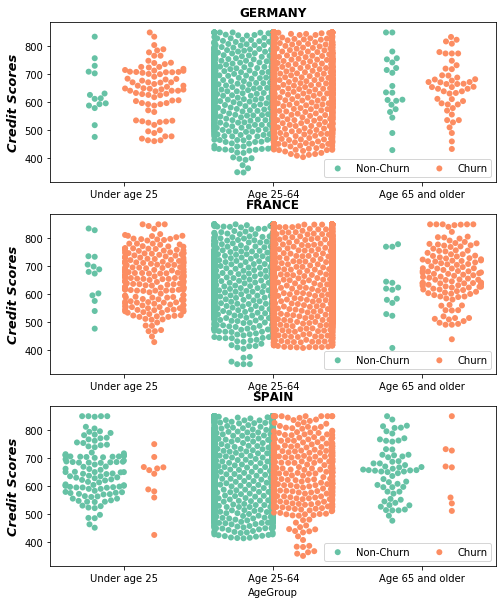 GERMANY
Credit Scores
800
700
600
500
400
Non-Churn Churn
Under age 25 Age 25-64 Age 65 and older
FRANCE
Credit Scores
800
700
600
500
400
Non-Churn Churn
Under age 25 Age 25-64 Age 65 and older
SPAIN
Credit Scores
800
700
600
500
400
Non-Churn Churn
Under age 25 Age 25-64 Age 65 and older
AgeGroup